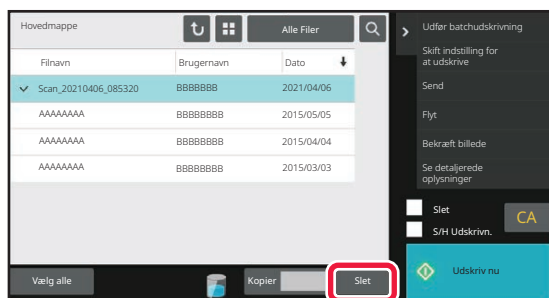 Hovedmappe
Alle Filer
Filnavn Brugernavn Dato
Scan_20210406_085320 BBBBBBB 2021/04/06
AAAAAAAA BBBBBBBB 2015/05/05
AAAAAAAA BBBBBBBB 2015/04/04
AAAAAAAA BBBBBBBB 2015/03/03
Vælg alle
Kopier
Slet
Udfør batchudskrivning
Skift indstilling for
at udskrive
Send
Flyt
Bekræft billede
Se detaljerede
oplysninger
Slet
S/H Udskrivn.
CA
Udskriv nu